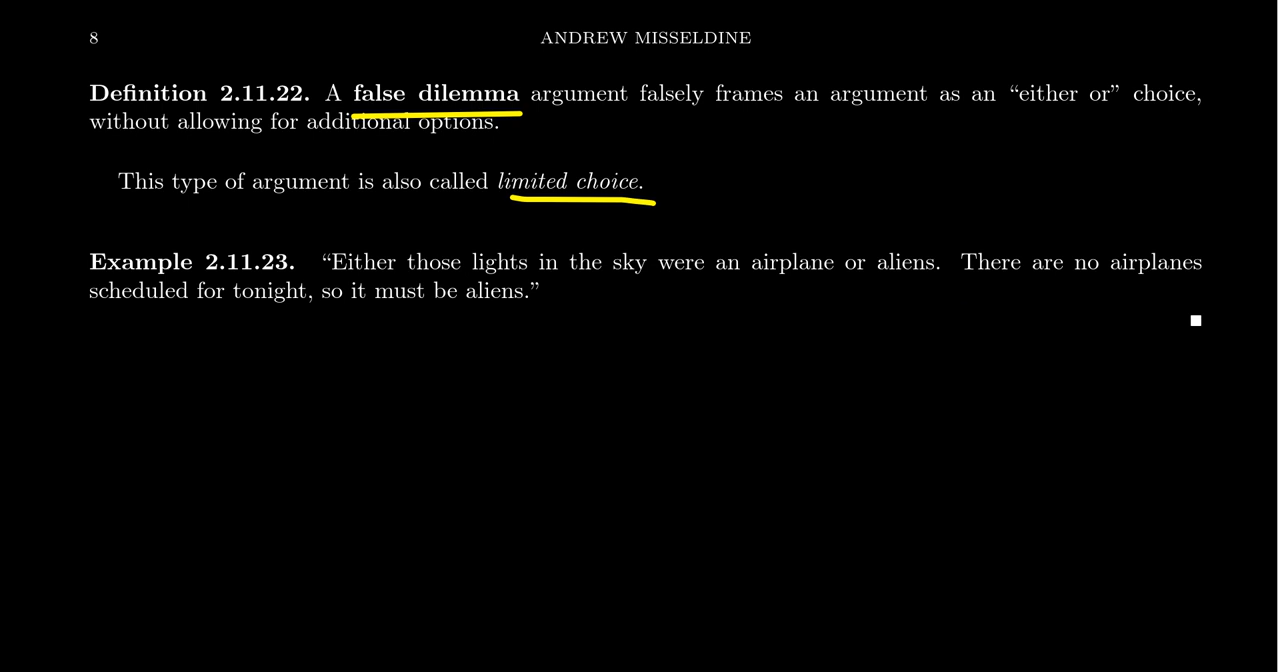 8
ANDREW MISSELDINE
Definition 2.11.22. A false dilemma argument falsely frames an argument as an “either or” choice,
without allowing for additional options.
This type of argument is also called limited choice.
Example 2.11.23. “Either those lights in the sky were an airplane or aliens. There are no airplanes
scheduled for tonight, so it must be aliens.”